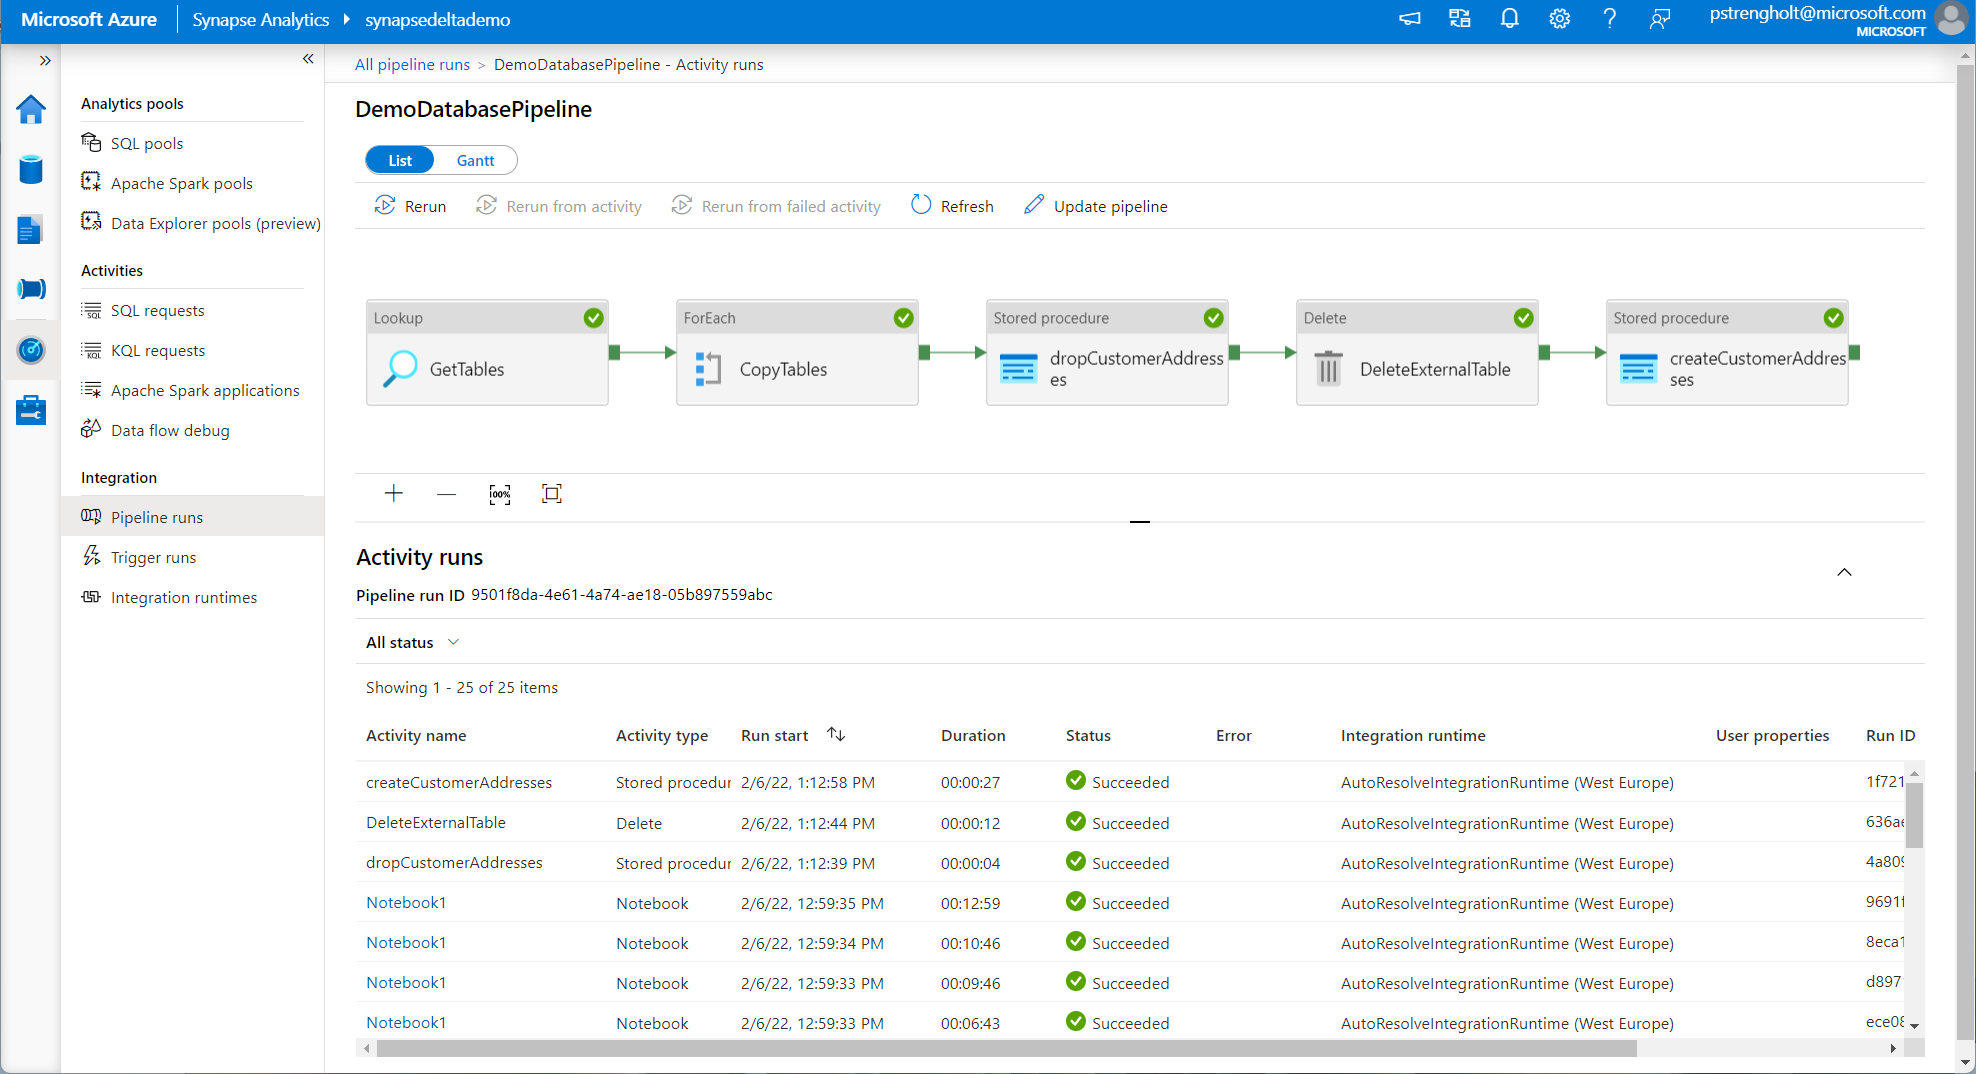 Microsoft Azure
Synapse Analytics
synapsedeltademo
pstrengholt@microsoft.com
MICROSOFT
Analytics pools
SQL pools
Apache Spark pools
Data Explorer pools (preview)
Activities
SQL requests
KQL requests
Apache Spark applications
Data flow debug
Integration
Pipeline runs
Trigger runs
Integration runtimes
All pipeline runs > DemoDatabasePipeline - Activity runs
DemoDatabasePipeline
List Gantt
Rerun Rerun from activity Rerun from failed activity Refresh Update pipeline
Lookup
GetTables
ForEach
CopyTables
Stored procedure
dropCustomerAddress
es
Delete
DeleteExternalTable
Stored procedure
createCustomerAddres
ses
100%
Activity runs
Pipeline run ID 9501f8da-4e61-4a74-ae18-05b897559abc
All status
Showing 1 - 25 of 25 items
Activity name Activity type Run start Duration Status Error Integration runtime User properties Run ID
createCustomerAddresses Stored procedur 2/6/22, 1:12:58 PM 00:00:27 Succeeded AutoResolveIntegrationRuntime (West Europe) 1f721
DeleteExternalTable Delete 2/6/22, 1:12:44 PM 00:00:12 Succeeded AutoResolveIntegrationRuntime (West Europe) 636ae
dropCustomerAddresses Stored procedur 2/6/22, 1:12:39 PM 00:00:04 Succeeded AutoResolveIntegrationRuntime (West Europe) 4a809
Notebook1 Notebook 2/6/22, 12:59:35 PM 00:12:59 Succeeded AutoResolveIntegrationRuntime (West Europe) 9691f
Notebook1 Notebook 2/6/22, 12:59:34 PM 00:10:46 Succeeded AutoResolveIntegrationRuntime (West Europe) 8eca1
Notebook1 Notebook 2/6/22, 12:59:33 PM 00:09:46 Succeeded AutoResolveIntegrationRuntime (West Europe) d897
Notebook1 Notebook 2/6/22, 12:59:33 PM 00:06:43 Succeeded AutoResolveIntegrationRuntime (West Europe) ece08